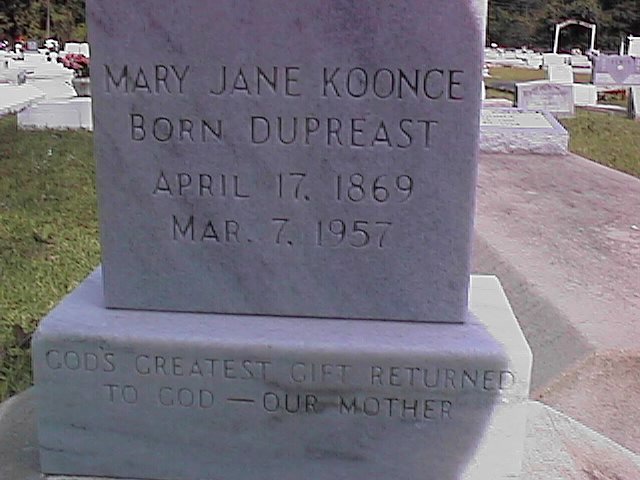 MARY JANE KOONCE
BORN DUPREAST
APRIL 17, 1869
MAR. 7, 1957
GOD'S GREATEST GIFT RETURNED
TO GOD — OUR MOTHER